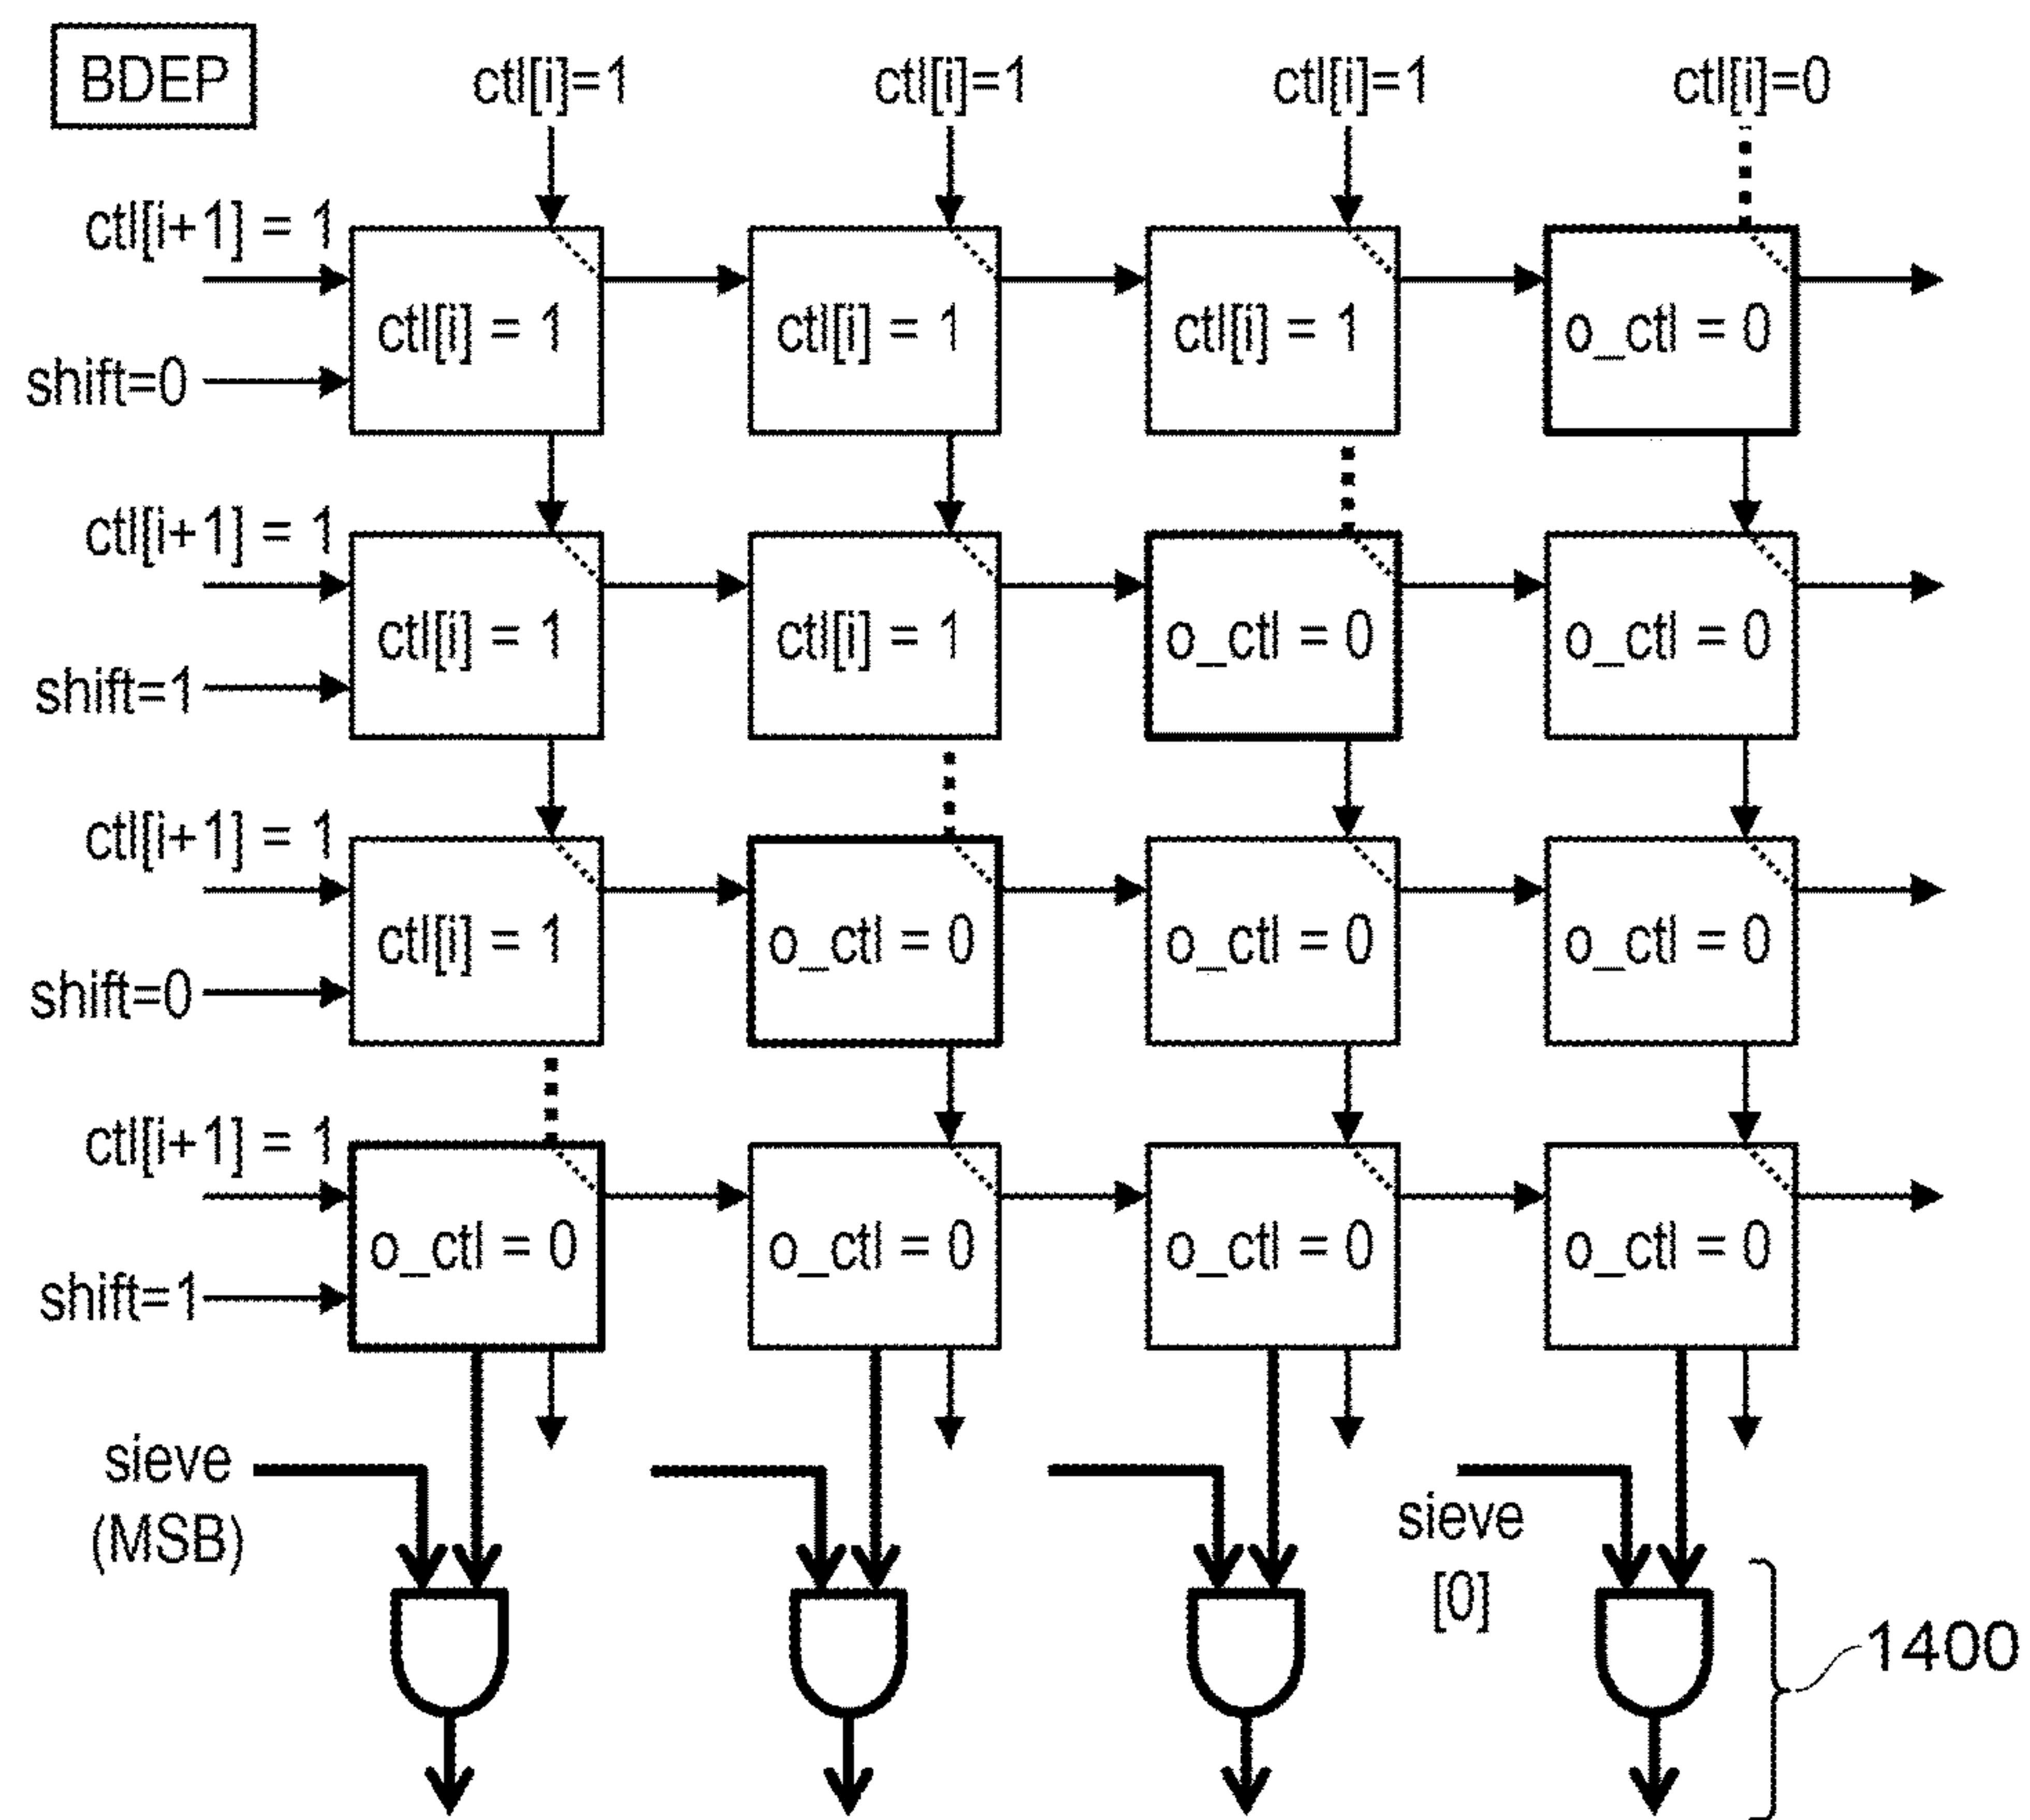 BDEP
ctl[i]=1 ctl[i]=1 ctl[i]=1 ctl[i]=0
ctl[i+1] = 1
ctl[i] = 1 ctl[i] = 1 ctl[i] = 1 o_ctl = 0
shift=0
ctl[i+1] = 1
ctl[i] = 1 ctl[i] = 1 o_ctl = 0 o_ctl = 0
shift=1
ctl[i+1] = 1
ctl[i] = 1 o_ctl = 0 o_ctl = 0 o_ctl = 0
shift=0
ctl[i+1] = 1
o_ctl = 0 o_ctl = 0 o_ctl = 0 o_ctl = 0
shift=1
sieve
(MSB)
sieve
[0]
1400